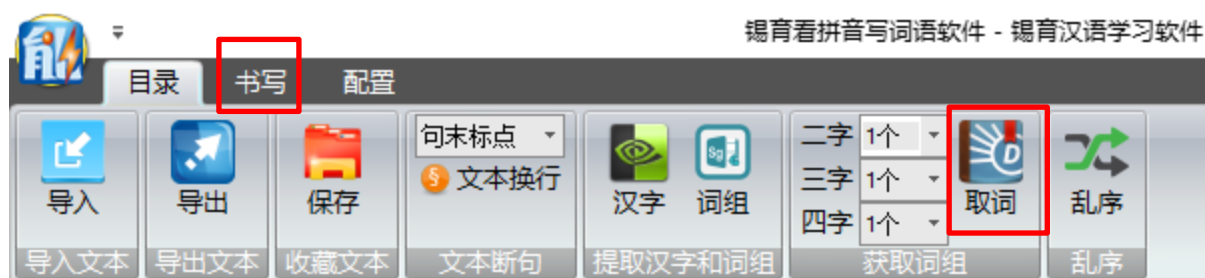 锡育看拼音写词语软件 - 锡育汉语学习软件
目录 书写 配置
句末标点 二字 1个
文本换行 三字 1个
导入 导出 保存 汉字 词组 取词 乱序
四字 1个
导入文本 导出文本 收藏文本 文本断句 提取汉字和词组 获取词组 乱序